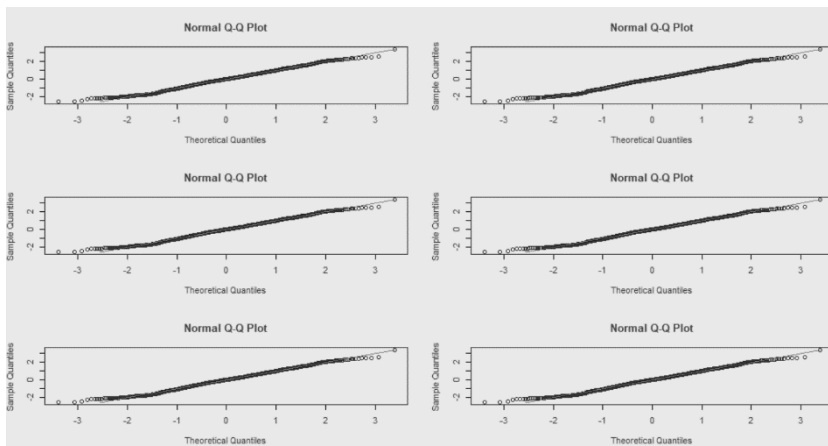 Normal Q-Q Plot
Sample Quantiles
2
0
-2
-3 -2 -1 0 1 2 3
Theoretical Quantiles
Normal Q-Q Plot
Sample Quantiles
2
0
-2
-3 -2 -1 0 1 2 3
Theoretical Quantiles
Normal Q-Q Plot
Sample Quantiles
2
0
-2
-3 -2 -1 0 1 2 3
Theoretical Quantiles
Normal Q-Q Plot
Sample Quantiles
2
0
-2
-3 -2 -1 0 1 2 3
Theoretical Quantiles
Normal Q-Q Plot
Sample Quantiles
2
0
-2
-3 -2 -1 0 1 2 3
Theoretical Quantiles
Normal Q-Q Plot
Sample Quantiles
2
0
-2
-3 -2 -1 0 1 2 3
Theoretical Quantiles